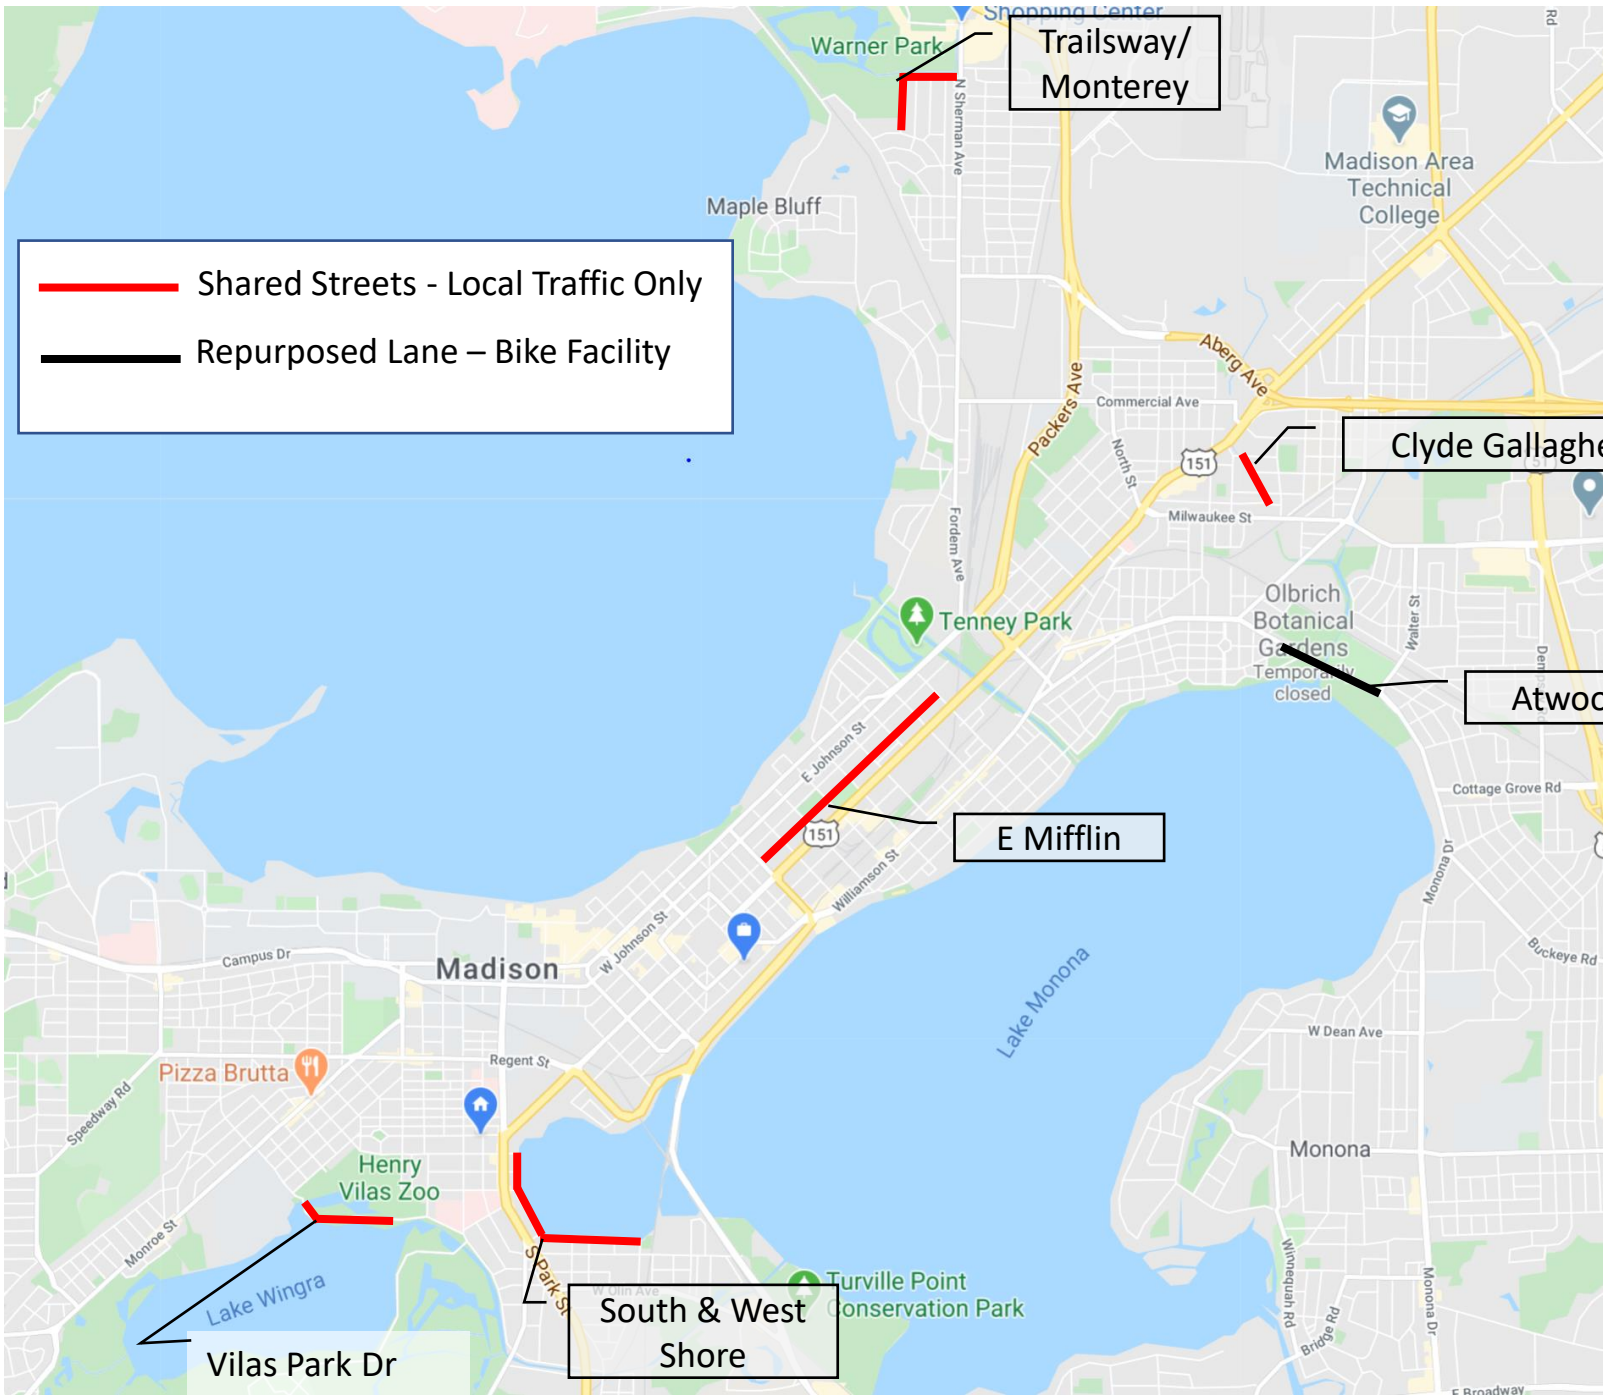 Shopping Center
Warner Park
Trailsway/
Monterey
Rd
N Sherman Ave
Madison Area
Technical
College
Maple Bluff
Shared Streets - Local Traffic Only
Repurposed Lane – Bike Facility
Aberg Ave
Packers Ave
Commercial Ave
North St
151
Clyde Gallaghe
51
Milwaukee St
Fordem Ave
Tenney Park
Olbrich
Botanical
Gardens
Temporarily
closed
Walter St
Atwoo
E Johnson St
151
E Mifflin
Cottage Grove Rd
Williamson St
Monona Dr
W Johnson St
Campus Dr
Madison
Buckeye Rd
Lake Monona
W Dean Ave
Regent St
Pizza Brutta
Speedway Rd
Monona
Henry
Vilas Zoo
Monroe St
S Park St
Lake Wingra
W Olin Ave
Turville Point
Conservation Park
South & West
Shore
Vilas Park Dr
Winnequah Rd
Bridge Rd
Monona Dr
E Broadway